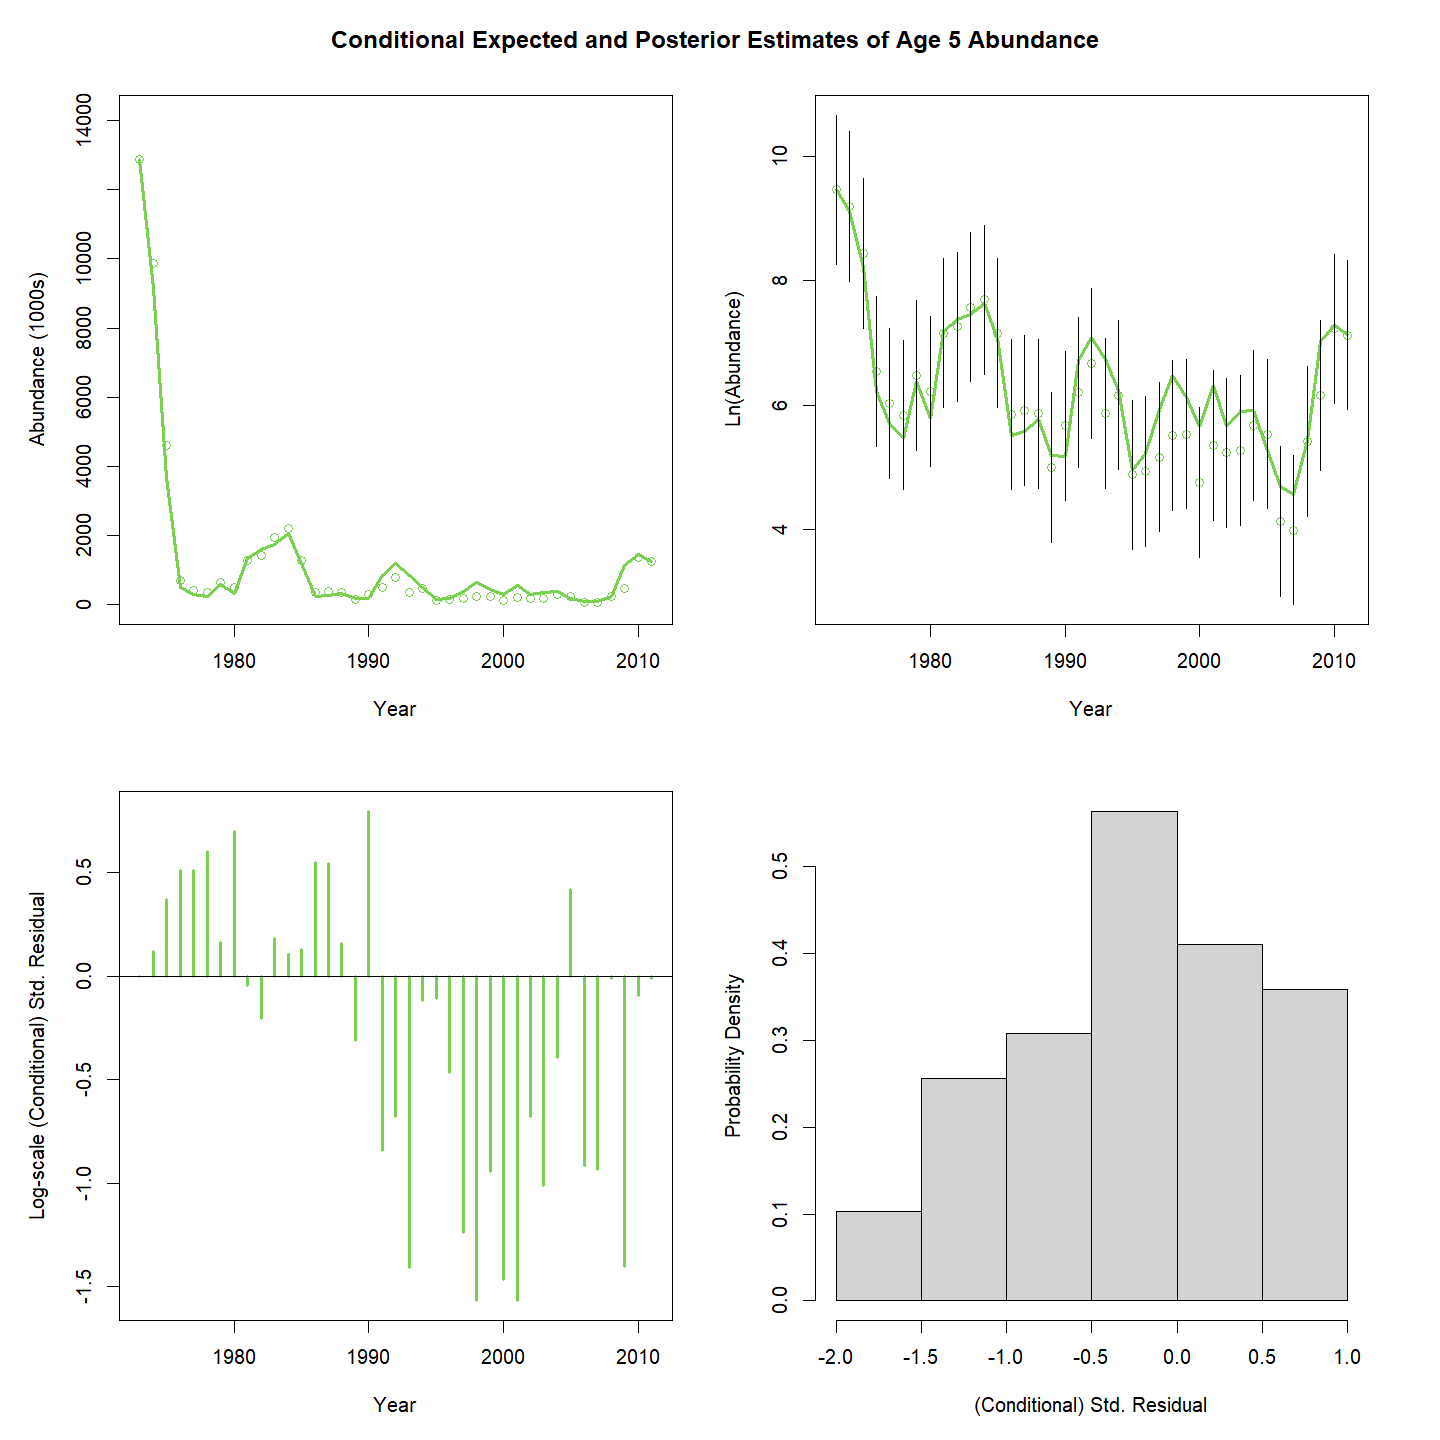 Conditional Expected and Posterior Estimates of Age 5 Abundance
Abundance (1000s)
14000
10000
8000
6000
4000
2000
0
1980 1990 2000 2010
Year
Ln(Abundance)
10
8
6
4
1980 1990 2000 2010
Year
Log-scale (Conditional) Std. Residual
0.5
0.0
-0.5
-1.0
-1.5
1980 1990 2000 2010
Year
Probability Density
0.5
0.4
0.3
0.2
0.1
0.0
-2.0 -1.5 -1.0 -0.5 0.0 0.5 1.0
(Conditional) Std. Residual